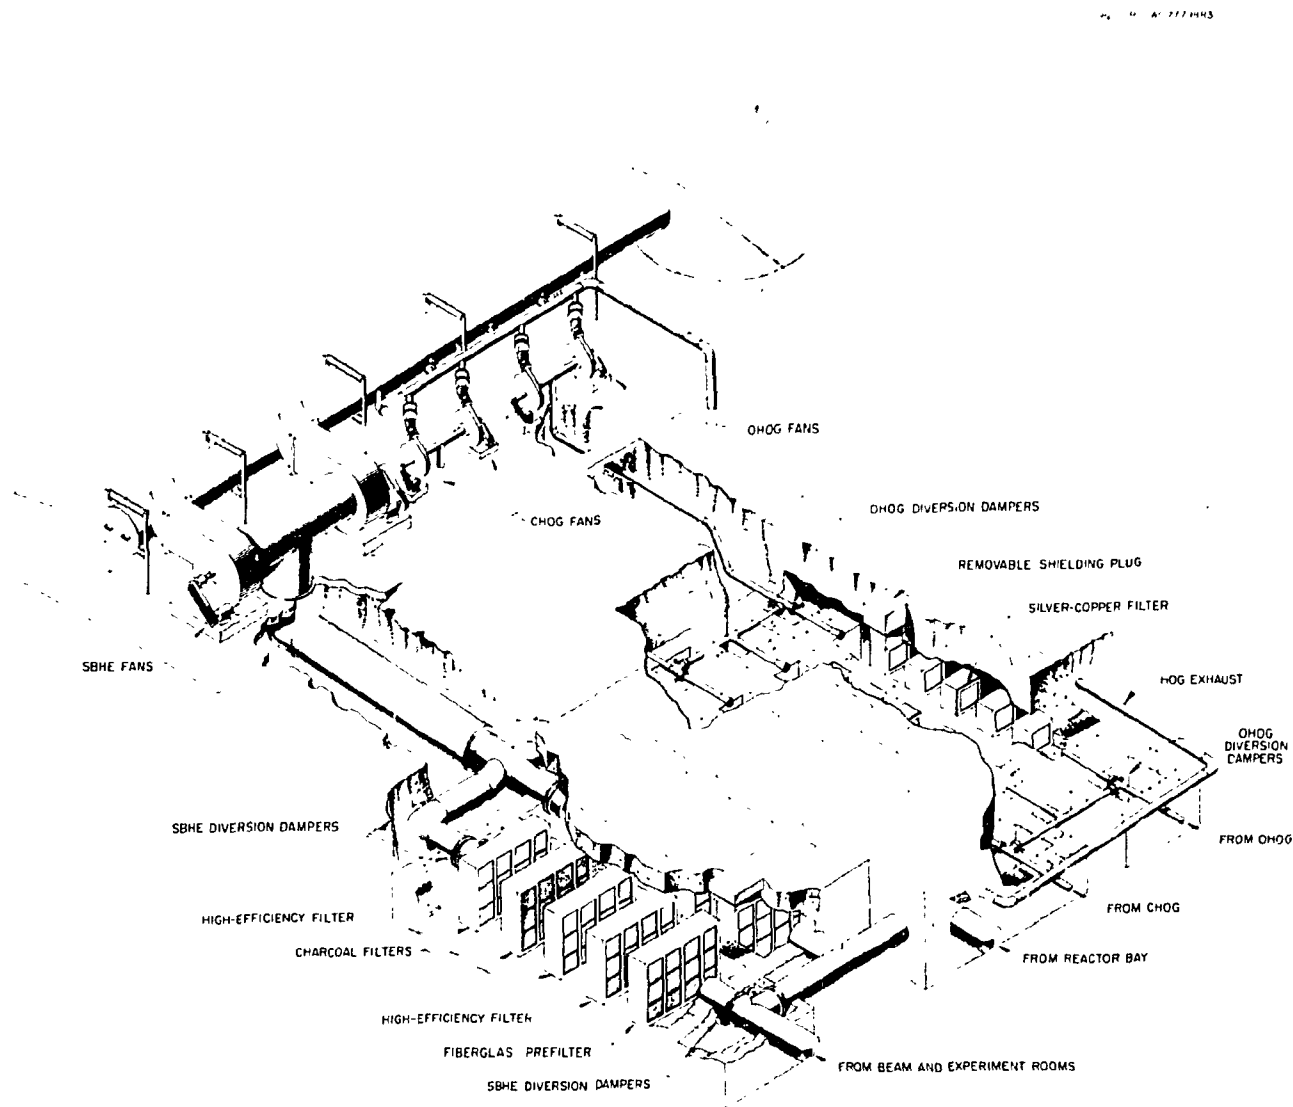 OHOG FANS
CHOG FANS
OHOG DIVERSION DAMPERS
REMOVABLE SHIELDING PLUG
SILVER-COPPER FILTER
SBHE FANS
HOG EXHAUST
OHOG
DIVERSION
DAMPERS
SBHE DIVERSION DAMPERS
FROM OHOG
HIGH-EFFICIENCY FILTER
FROM CHOG
CHARCOAL FILTERS
FROM REACTOR BAY
HIGH-EFFICIENCY FILTER
FIBERGLAS PREFILTER
FROM BEAM AND EXPERIMENT ROOMS
SBHE DIVERSION DAMPERS